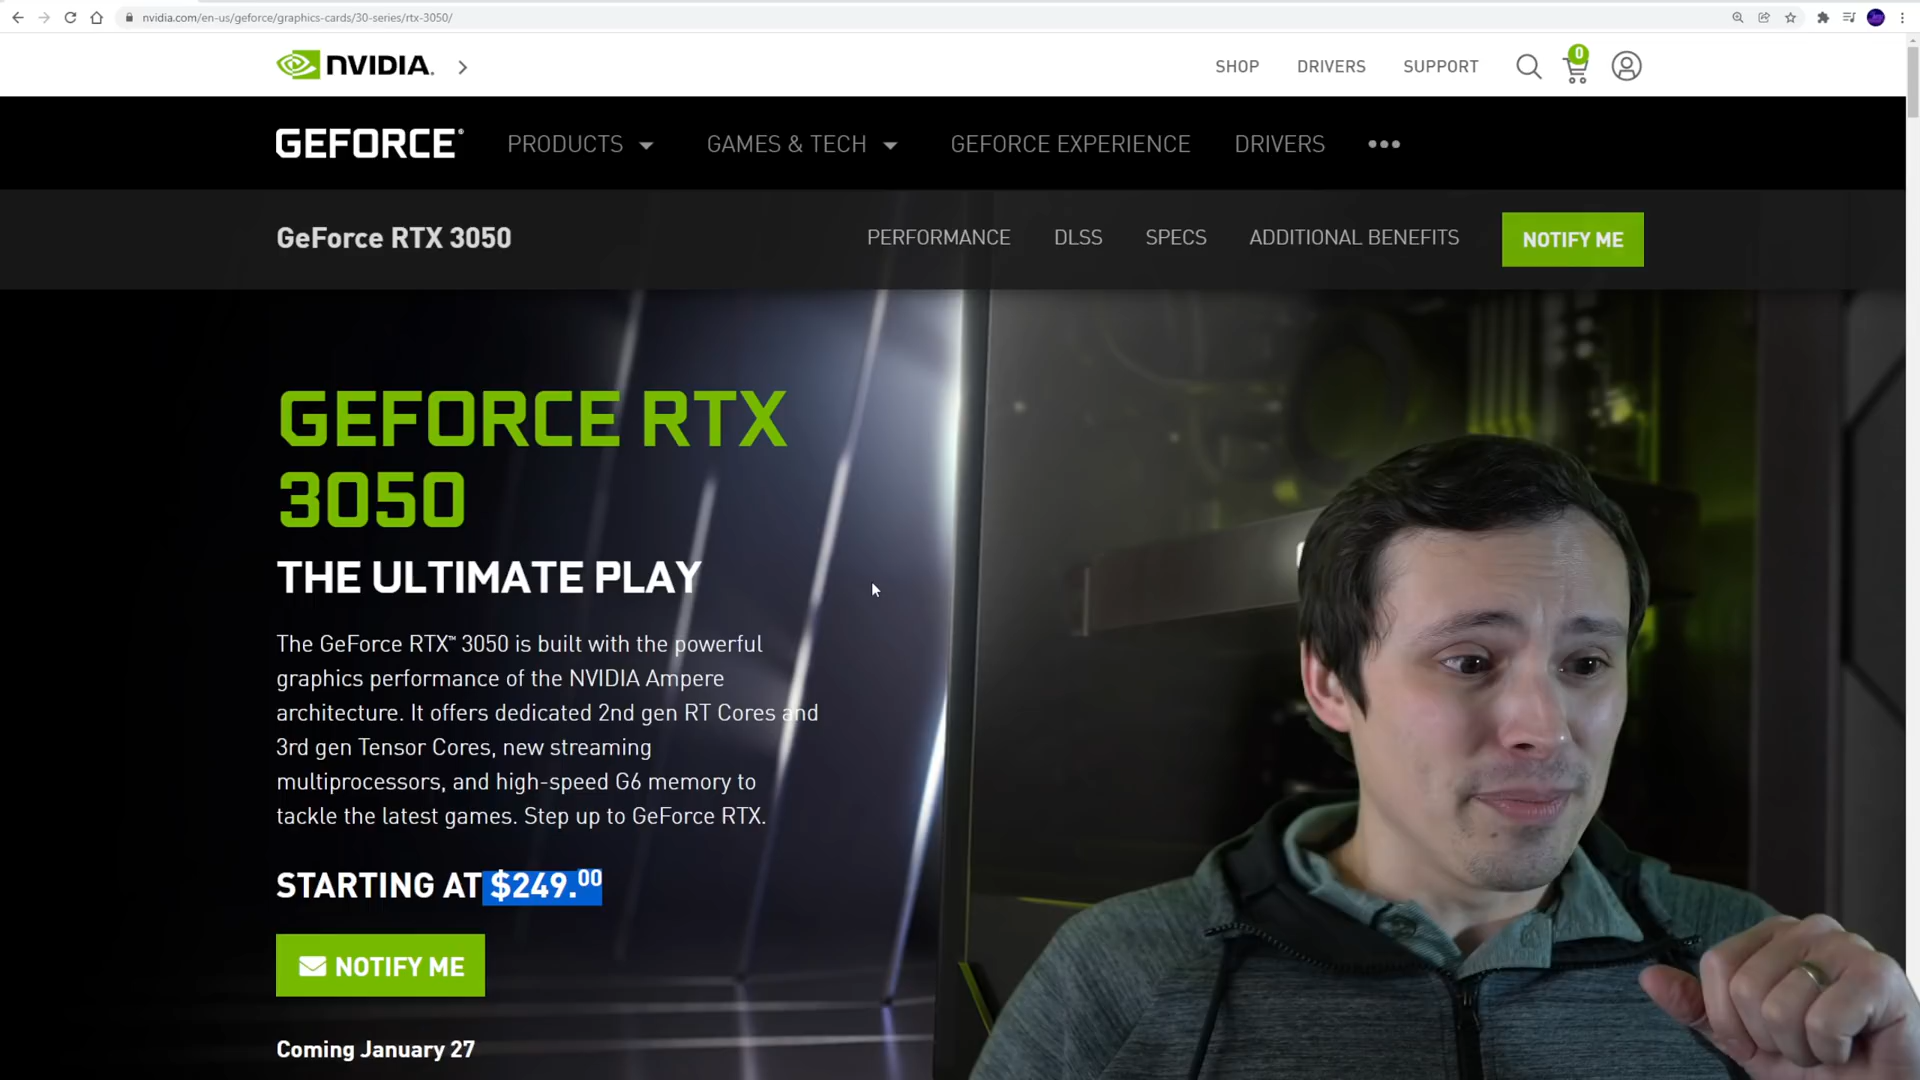 nvidia.com/en-us/geforce/graphics-cards/30-series/rtx-3050/
NVIDIA.
SHOP
DRIVERS
SUPPORT
0
GEFORCE®
PRODUCTS
GAMES & TECH
GEFORCE EXPERIENCE
DRIVERS
GeForce RTX 3050
PERFORMANCE
DLSS
SPECS
ADDITIONAL BENEFITS
NOTIFY ME
GEFORCE RTX
3050
THE ULTIMATE PLAY
The GeForce RTX™ 3050 is built with the powerful
graphics performance of the NVIDIA Ampere
architecture. It offers dedicated 2nd gen RT Cores and
3rd gen Tensor Cores, new streaming
multiprocessors, and high-speed G6 memory to
tackle the latest games. Step up to GeForce RTX.
STARTING AT $249.00
NOTIFY ME
Coming January 27